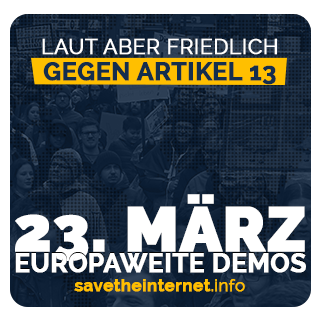 LAUT ABER FRIEDLICH
GEGEN ARTIKEL 13
23. MÄRZ
EUROPAWEITE DEMOS
savetheinternet.info